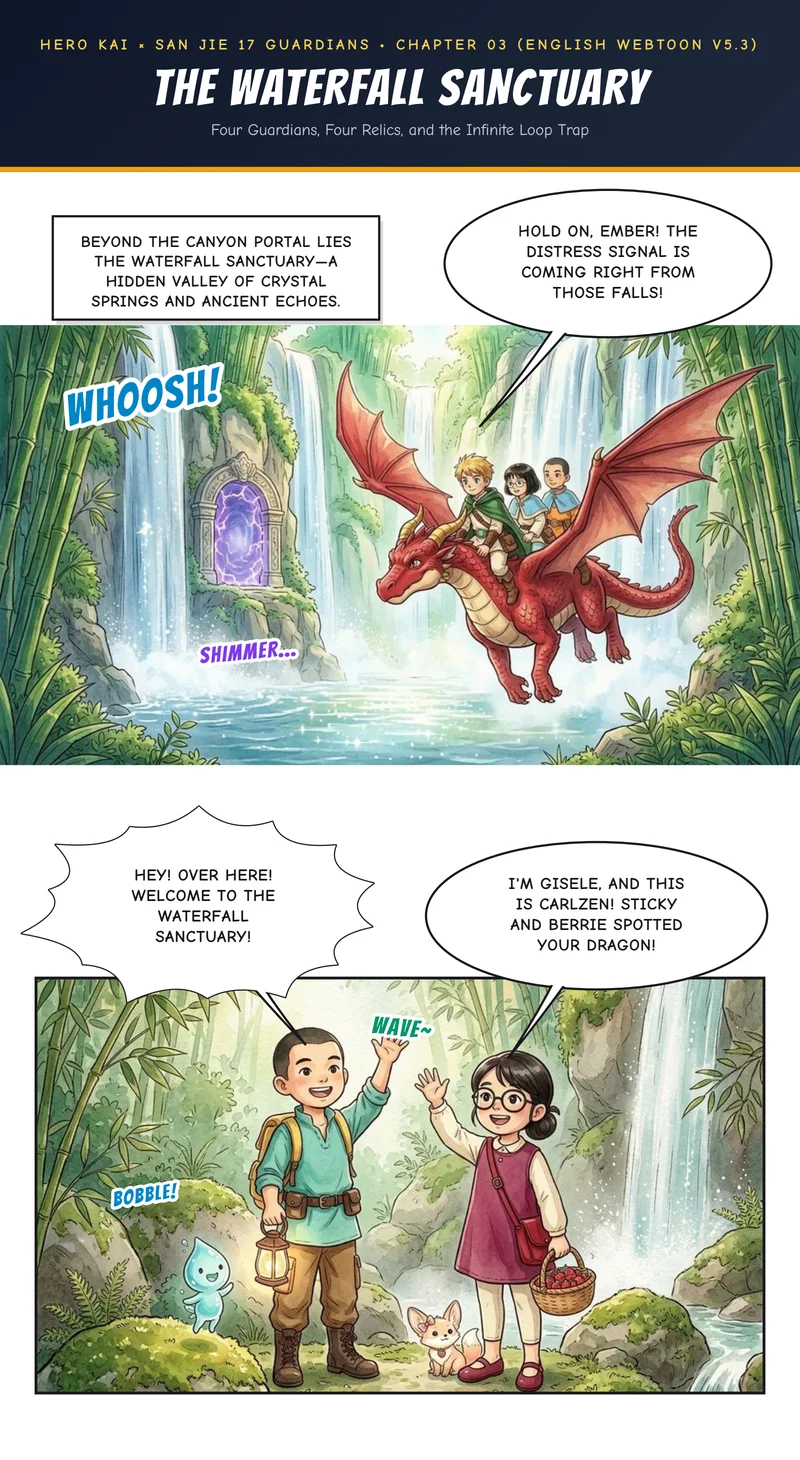 HERO KAI × SAN JIE 17 GUARDIANS • CHAPTER 03 (ENGLISH WEBTOON V5.3)
THE WATERFALL SANCTUARY
Four Guardians, Four Relics, and the Infinite Loop Trap
BEYOND THE CANYON PORTAL LIES
THE WATERFALL SANCTUARY—A
HIDDEN VALLEY OF CRYSTAL
SPRINGS AND ANCIENT ECHOES.
HOLD ON, EMBER! THE
DISTRESS SIGNAL IS
COMING RIGHT FROM
THOSE FALLS!
WHOOSH!
SHIMMER...
HEY! OVER HERE!
WELCOME TO THE
WATERFALL
SANCTUARY!
I'M GISELE, AND THIS
IS CARLZEN! STICKY
AND BERRIE SPOTTED
YOUR DRAGON!
WAVE~
BOBBLE!